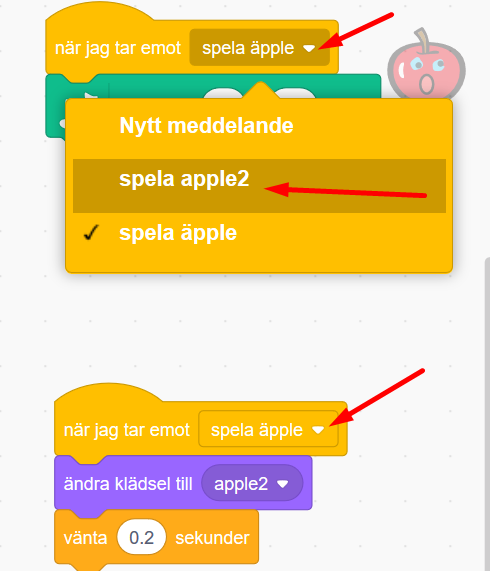 när jag tar emot spela äpple
Nytt meddelande
spela apple2
✓ spela äpple
när jag tar emot spela äpple
ändra klädsel till apple2
vänta 0.2 sekunder